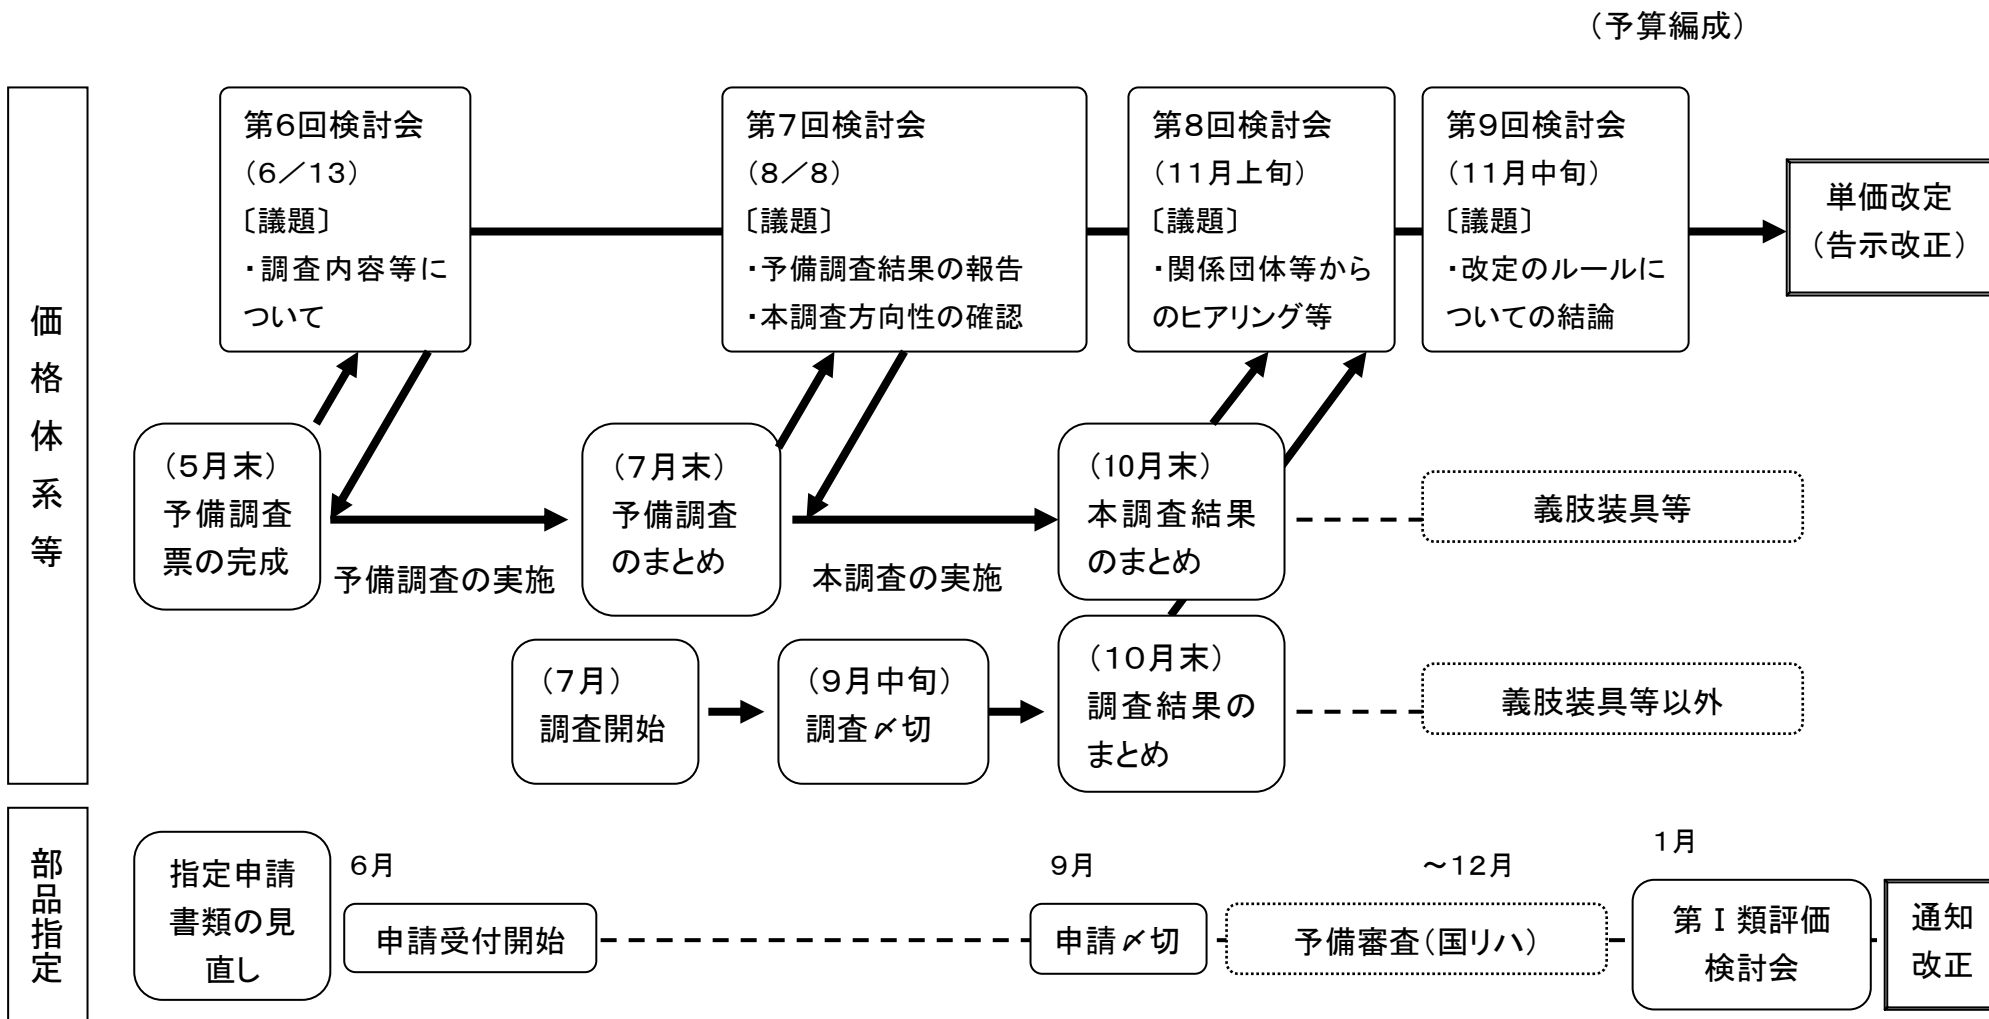 （予算編成）
価格体系等
第６回検討会
（６／１３）
〔議題〕
・調査内容等に
ついて
第７回検討会
（８／８）
〔議題〕
・予備調査結果の報告
・本調査方向性の確認
第８回検討会
（１１月上旬）
〔議題〕
・関係団体等から
のヒアリング等
第９回検討会
（１１月中旬）
〔議題〕
・改定のルールに
ついての結論
単価改定
（告示改正）
（５月末）
予備調査
票の完成
予備調査の実施
（７月末）
予備調査
のまとめ
本調査の実施
（10月末）
本調査結果
のまとめ
義肢装具等
（７月）
調査開始
（９月中旬）
調査〆切
（１０月末）
調査結果の
まとめ
義肢装具等以外
部品指定
指定申請
書類の見
直し
６月
申請受付開始
９月
申請〆切
～１２月
予備審査（国リハ）
１月
第Ⅰ類評価
検討会
通知
改正